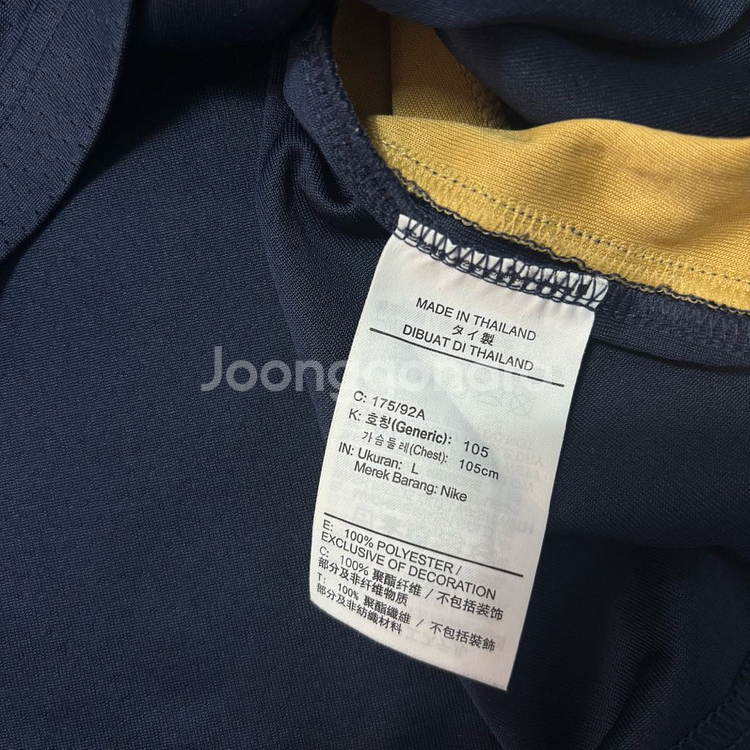 MADE IN THAILAND
タイ製
DIBUAT DI THAILAND
Joonggonara
C: 175/92A
K: 호칭(Generic): 105
가슴둘레(Chest): 105cm
IN: Ukuran: L
Merek Barang: Nike
E: 100% POLYESTER /
EXCLUSIVE OF DECORATION
C: 100% 聚酯纤维 / 不包括装饰
部分及非纤维物质
T: 100% 聚酯纖維 / 不包括裝飾
部分及非紡織材料